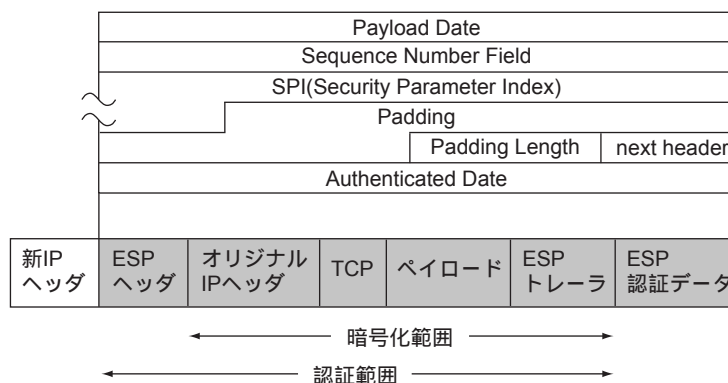 Payload Date
Sequence Number Field
SPI(Security Parameter Index)
Padding
Padding Length
next header
Authenticated Date
新IP
ヘッダ
ESP
ヘッダ
オリジナル
IPヘッダ
TCP
ペイロード
ESP
トレーラ
ESP
認証データ
暗号化範囲
認証範囲